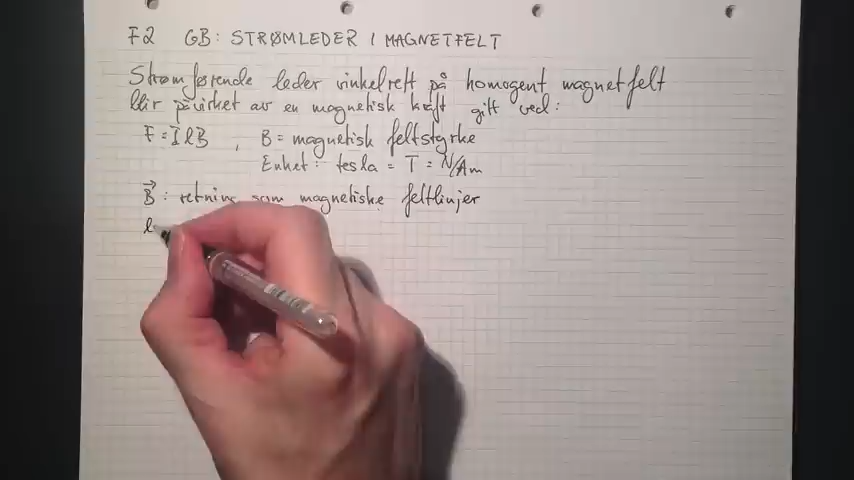 F2 GB: STRØMLEDER I MAGNETFELT
Strømførende leder vinkelrett på homogent magnetfelt
blir påvirket av en magnetisk kraft gitt ved:
F = IlB , B = magnetisk feltstyrke
Enhet: tesla = T = N/Am
B⃗: retning som magnetiske feltlinjer
l